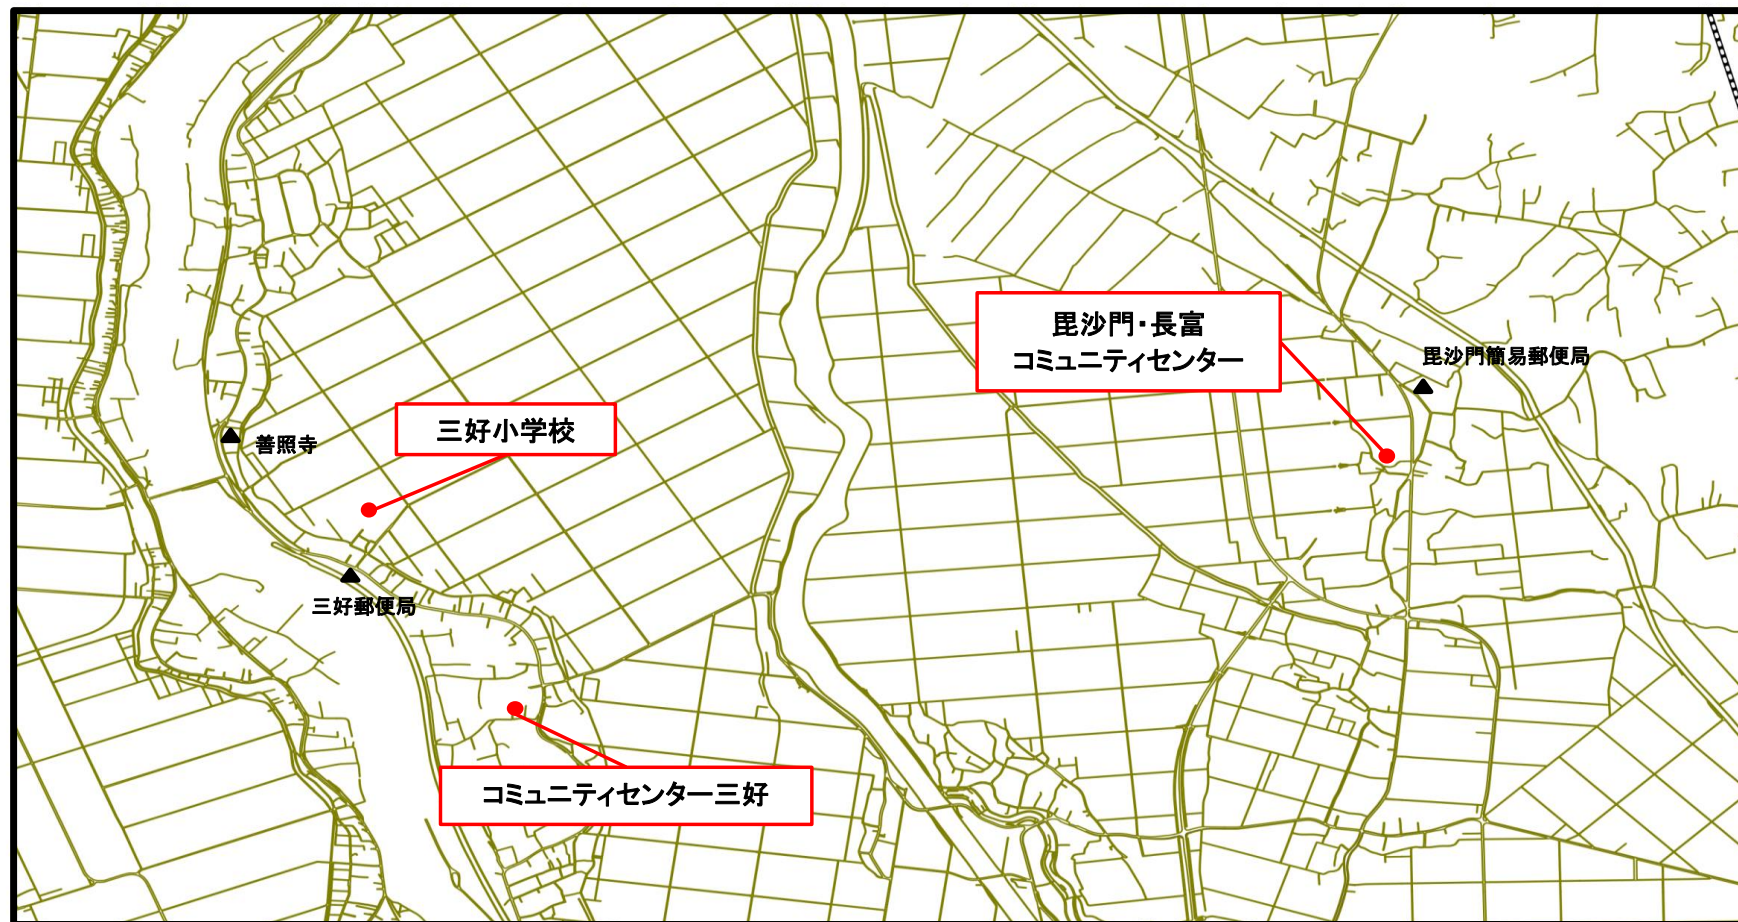 毘沙門・長富
コミュニティセンター
毘沙門簡易郵便局
三好小学校
善照寺
三好郵便局
コミュニティセンター三好